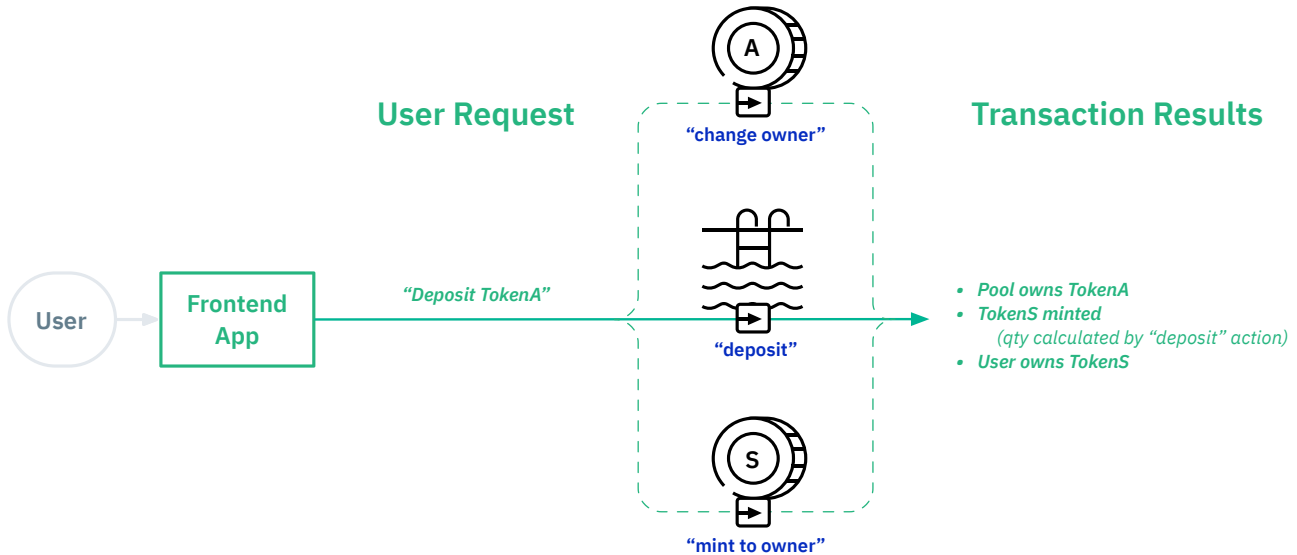 A
User Request
Transaction Results
“change owner”
User
Frontend
App
“Deposit TokenA”
“deposit”
• Pool owns TokenA
• TokenS minted
(qty calculated by “deposit” action)
• User owns TokenS
S
“mint to owner”